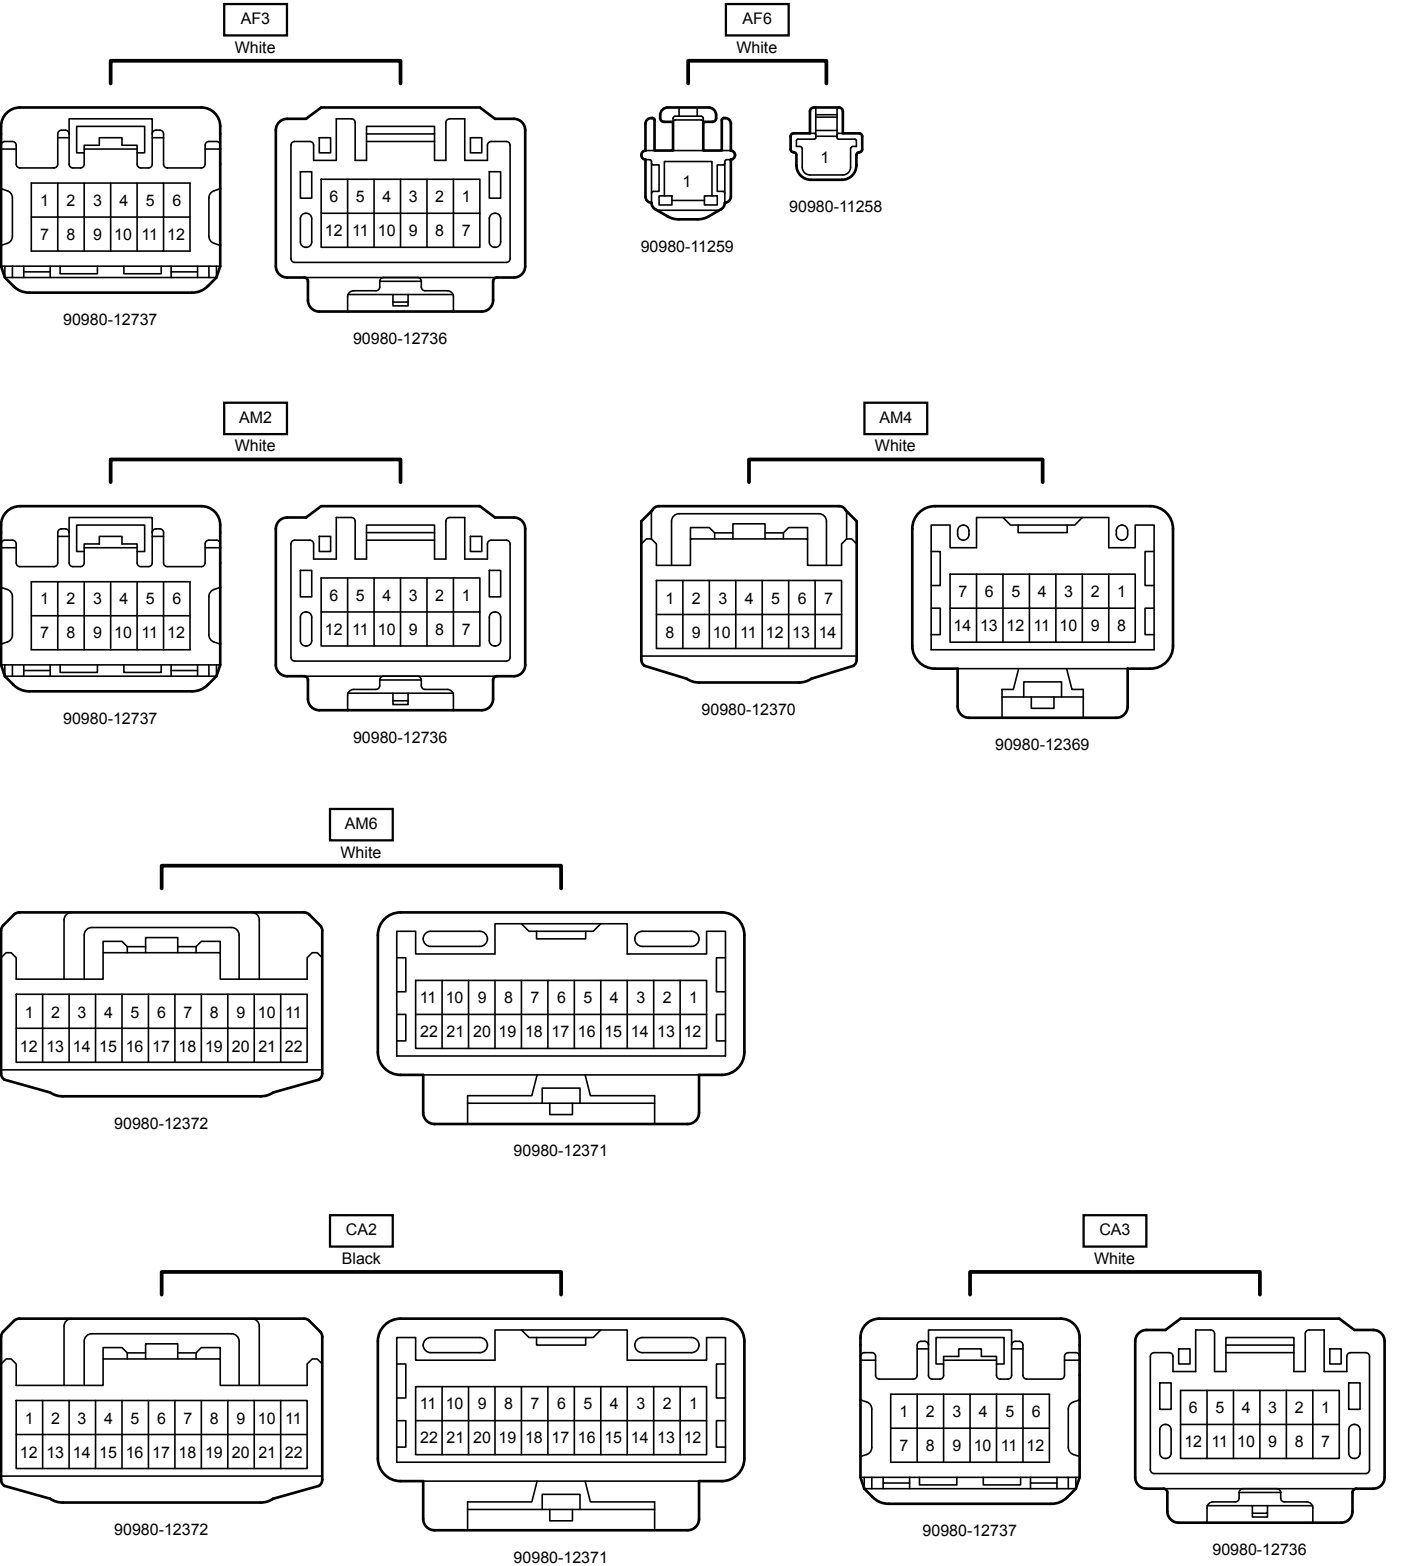 AF3
White
1 2 3 4 5 6
7 8 9 10 11 12
90980-12737
6 5 4 3 2 1
12 11 10 9 8 7
90980-12736
AF6
White
1
90980-11259
1
90980-11258
AM2
White
1 2 3 4 5 6
7 8 9 10 11 12
90980-12737
6 5 4 3 2 1
12 11 10 9 8 7
90980-12736
AM4
White
1 2 3 4 5 6 7
8 9 10 11 12 13 14
90980-12370
7 6 5 4 3 2 1
14 13 12 11 10 9 8
90980-12369
AM6
White
1 2 3 4 5 6 7 8 9 10 11
12 13 14 15 16 17 18 19 20 21 22
90980-12372
11 10 9 8 7 6 5 4 3 2 1
22 21 20 19 18 17 16 15 14 13 12
90980-12371
CA2
Black
1 2 3 4 5 6 7 8 9 10 11
12 13 14 15 16 17 18 19 20 21 22
90980-12372
11 10 9 8 7 6 5 4 3 2 1
22 21 20 19 18 17 16 15 14 13 12
90980-12371
CA3
White
1 2 3 4 5 6
7 8 9 10 11 12
90980-12737
6 5 4 3 2 1
12 11 10 9 8 7
90980-12736